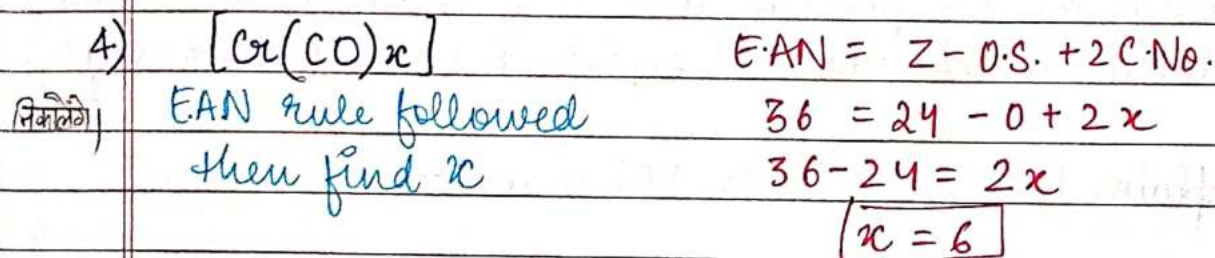 4) [Cr(CO)x] E.AN = Z - O.S. + 2 C.No.
निकालेंगे। EAN rule followed 36 = 24 - 0 + 2x
then find x 36 - 24 = 2x
x = 6